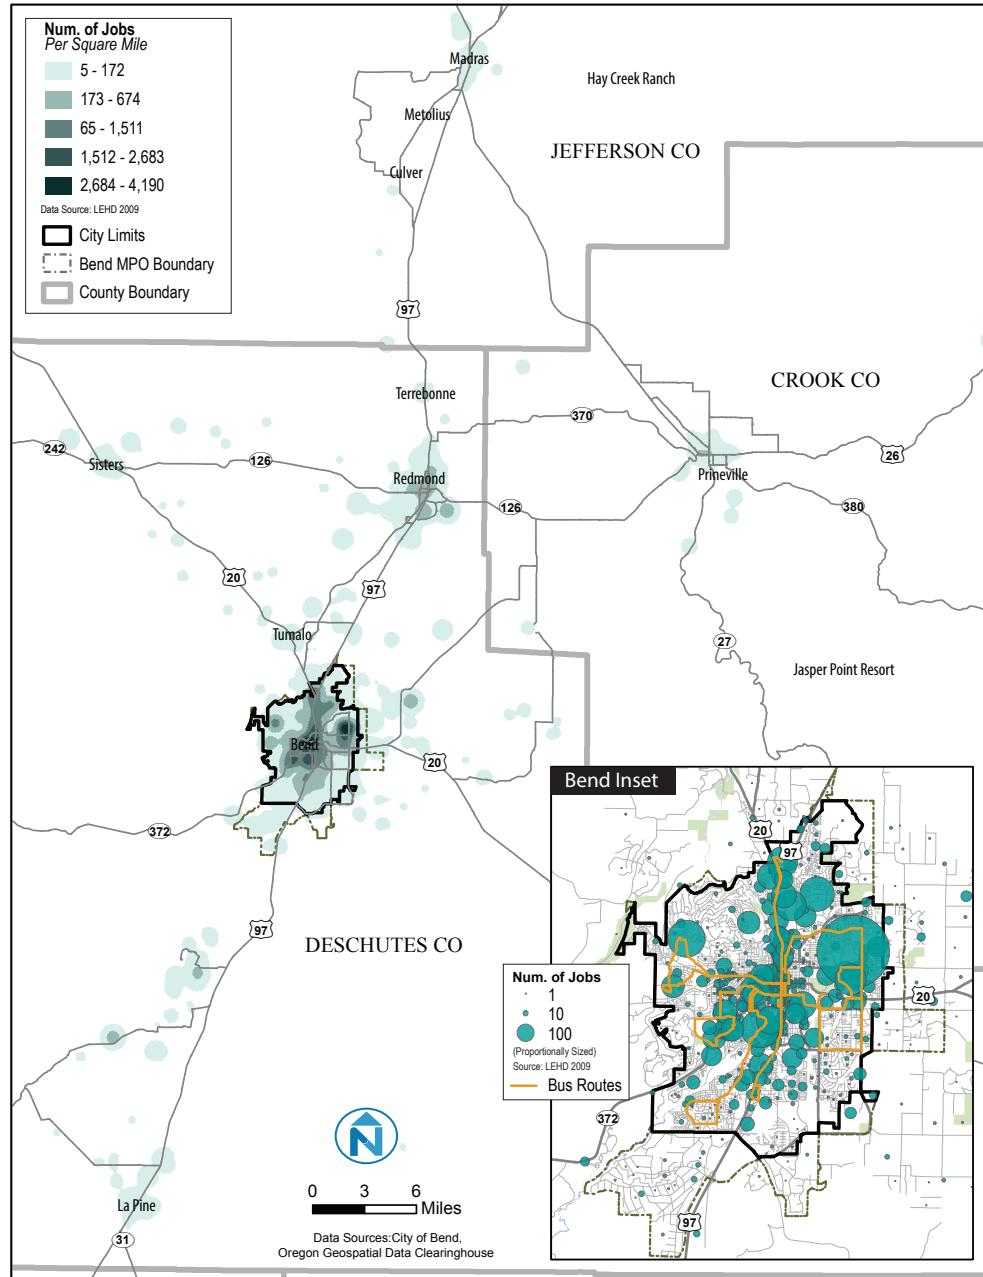 Num. of Jobs
Per Square Mile
5 - 172
173 - 674
65 - 1,511
1,512 - 2,683
2,684 - 4,190
Data Source: LEHD 2009
City Limits
Bend MPO Boundary
County Boundary
Madras
Hay Creek Ranch
Metolius
JEFFERSON CO
Culver
97
CROOK CO
Terrebonne
370
242
Sisters
126
Redmond
26
Prineville
126
380
20
97
Tumalo
27
Jasper Point Resort
Bend
20
372
97
DESCHUTES CO
La Pine
31
N
0 3 6
Miles
Data Sources:City of Bend,
Oregon Geospatial Data Clearinghouse
Bend Inset
20
97
Num. of Jobs
1
10
100
(Proportionally Sized)
Source: LEHD 2009
Bus Routes
20
372
97